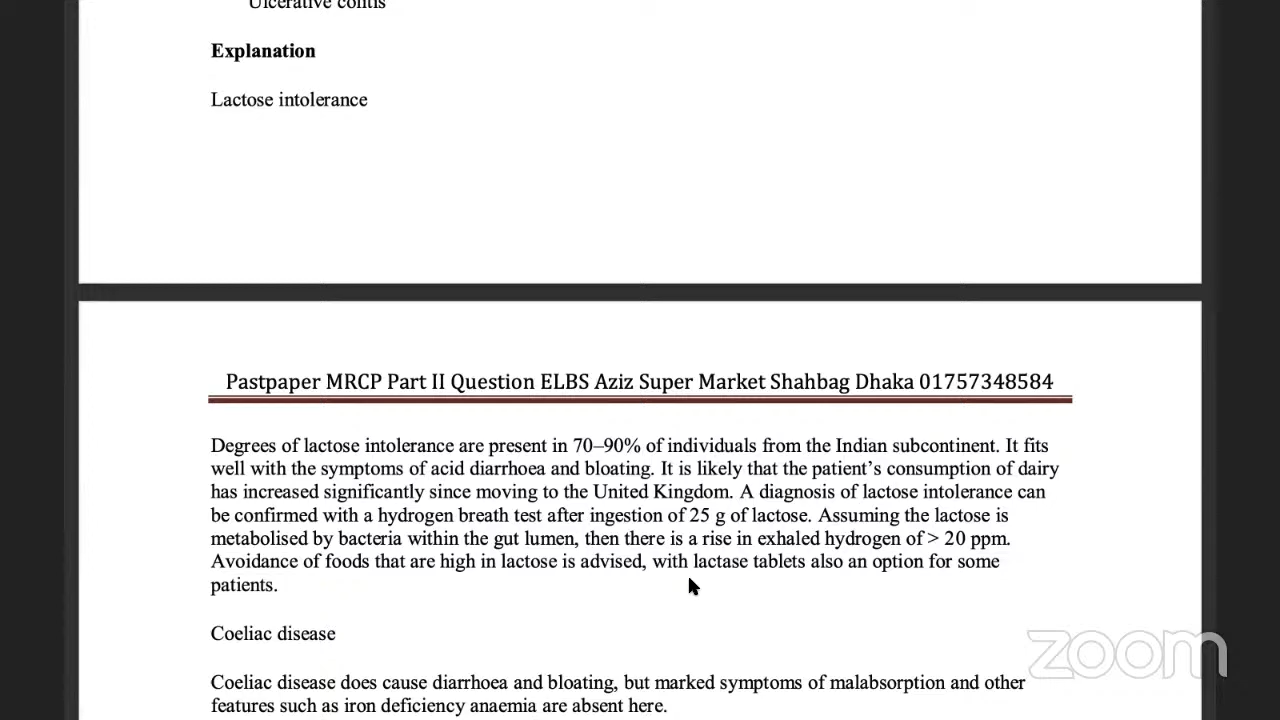 Ulcerative colitis
Explanation
Lactose intolerance
Pastpaper MRCP Part II Question ELBS Aziz Super Market Shahbag Dhaka 01757348584
Degrees of lactose intolerance are present in 70–90% of individuals from the Indian subcontinent. It fits
well with the symptoms of acid diarrhoea and bloating. It is likely that the patient’s consumption of dairy
has increased significantly since moving to the United Kingdom. A diagnosis of lactose intolerance can
be confirmed with a hydrogen breath test after ingestion of 25 g of lactose. Assuming the lactose is
metabolised by bacteria within the gut lumen, then there is a rise in exhaled hydrogen of > 20 ppm.
Avoidance of foods that are high in lactose is advised, with lactase tablets also an option for some
patients.
Coeliac disease
zoom
Coeliac disease does cause diarrhoea and bloating, but marked symptoms of malabsorption and other
features such as iron deficiency anaemia are absent here.